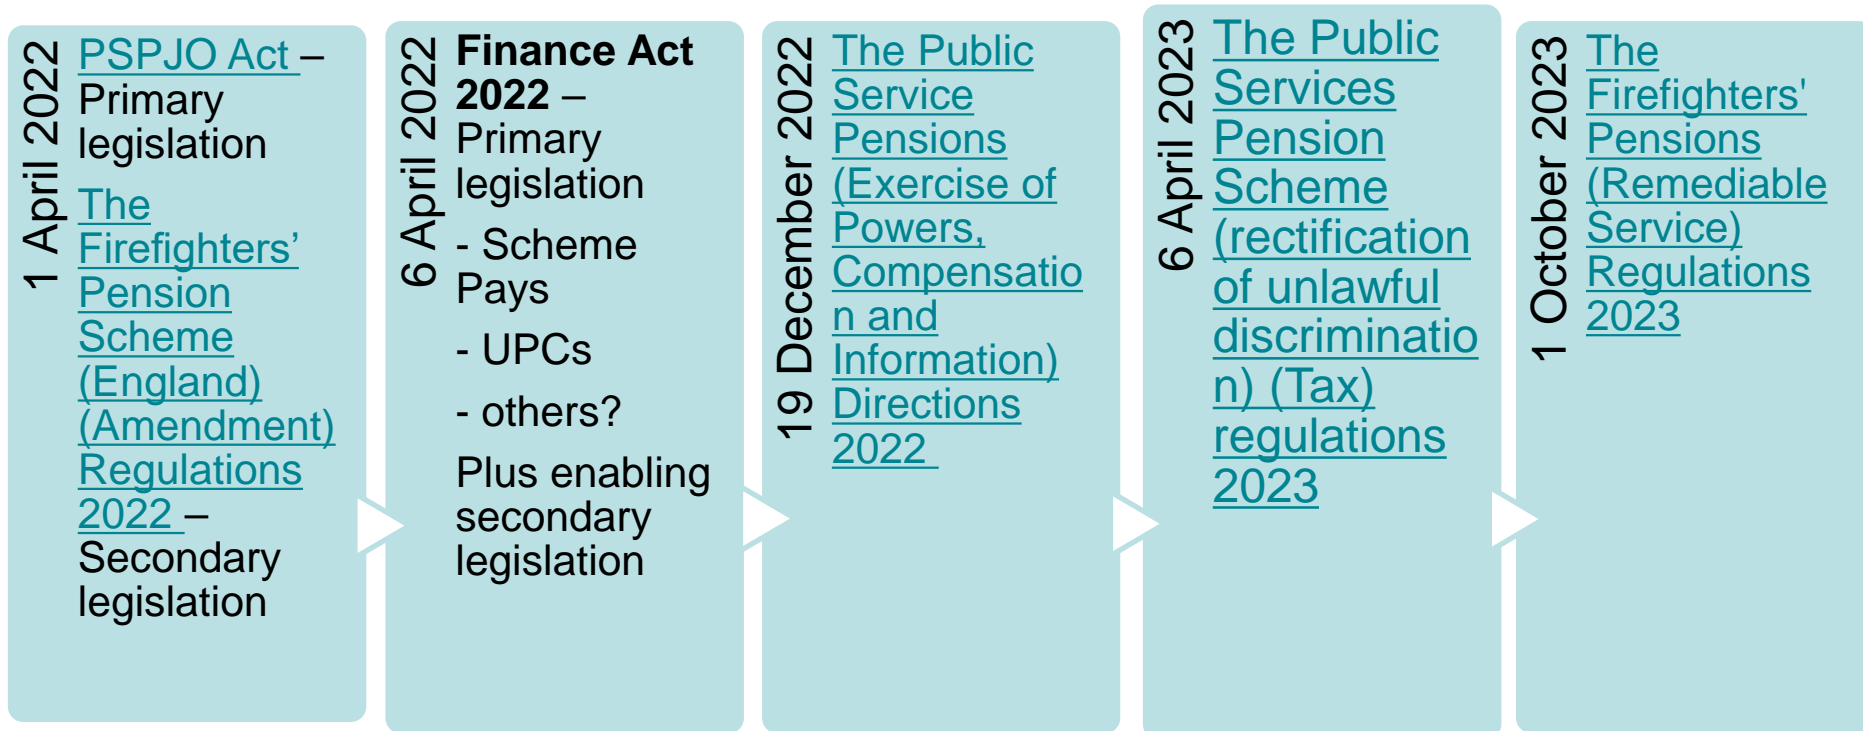 1 April 2022
PSPJO Act –
Primary
legislation
The
Firefighters’
Pension
Scheme
(England)
(Amendment)
Regulations
2022 –
Secondary
legislation
6 April 2022
Finance Act
2022 –
Primary
legislation
- Scheme
Pays
- UPCs
- others?
Plus enabling
secondary
legislation
19 December 2022
The Public
Service
Pensions
(Exercise of
Powers,
Compensatio
n and
Information)
Directions
2022
6 April 2023
The Public
Services
Pension
Scheme
(rectification
of unlawful
discriminatio
n) (Tax)
regulations
2023
1 October 2023
The
Firefighters'
Pensions
(Remediable
Service)
Regulations
2023